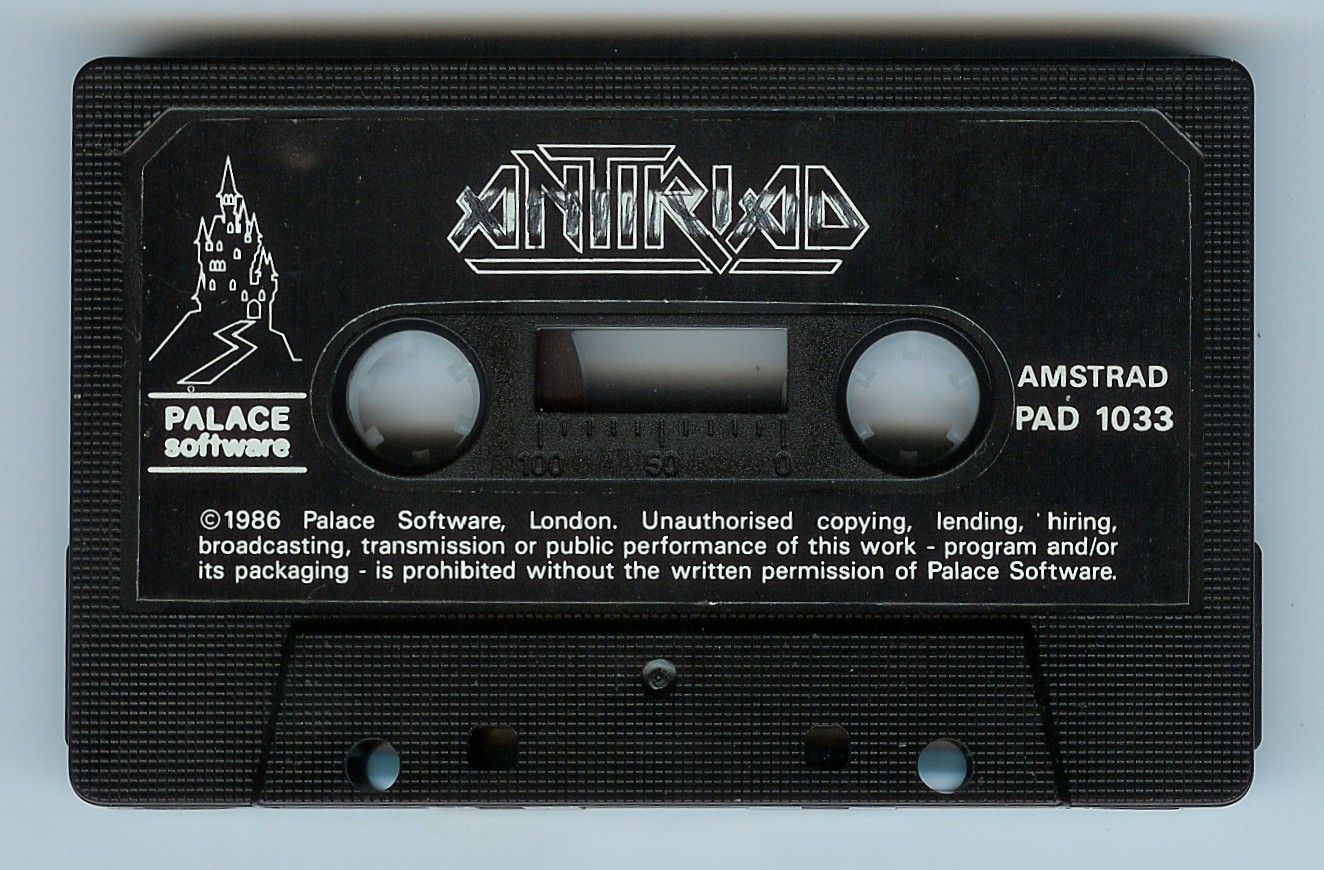 ANTIRIAD
PALACE
software
AMSTRAD
PAD 1033
100 50 0
©1986 Palace Software, London. Unauthorised copying, lending, hiring,
broadcasting, transmission or public performance of this work - program and/or
its packaging - is prohibited without the written permission of Palace Software.